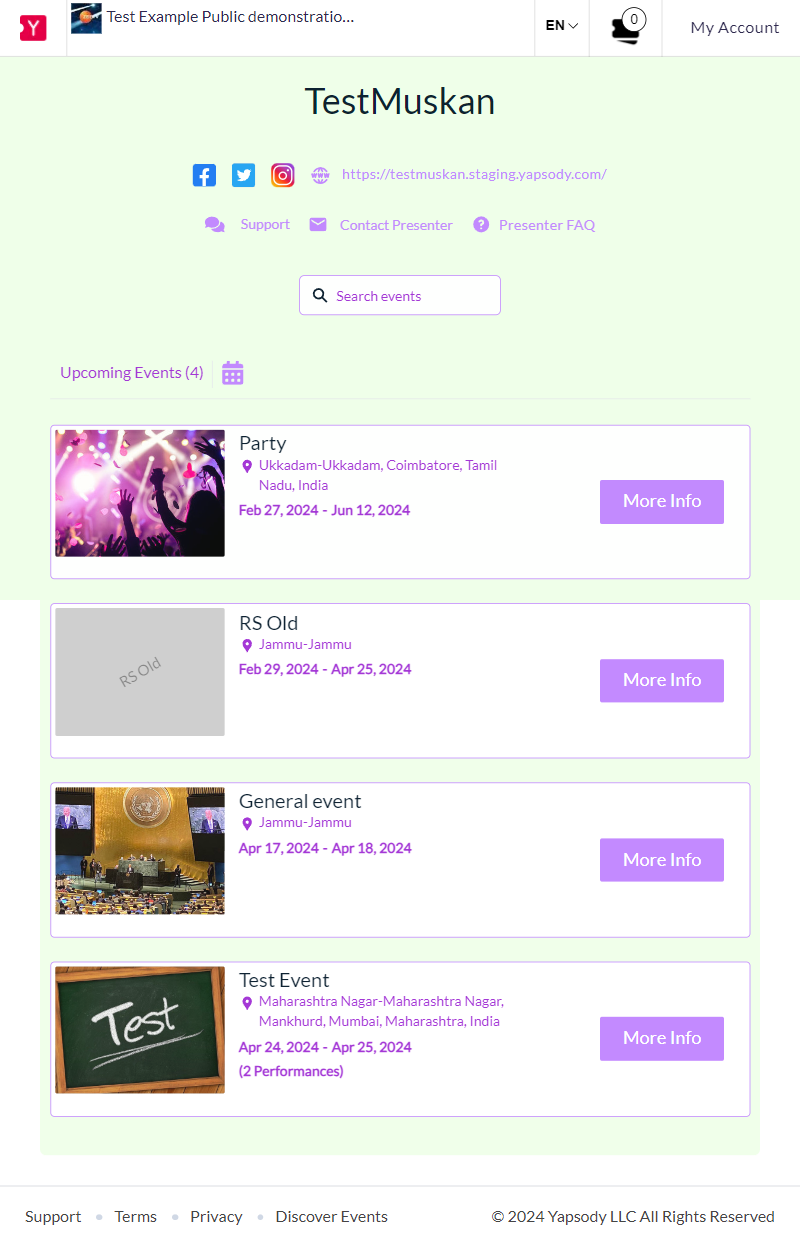 Y
Test Example Public demonstratio...
EN
0
My Account
TestMuskan
https://testmuskan.staging.yapsody.com/
Support
Contact Presenter
Presenter FAQ
Search events
Upcoming Events (4)
Party
Ukkadam-Ukkadam, Coimbatore, Tamil
Nadu, India
Feb 27, 2024 - Jun 12, 2024
More Info
RS Old
RS Old
Jammu-Jammu
Feb 29, 2024 - Apr 25, 2024
More Info
General event
Jammu-Jammu
Apr 17, 2024 - Apr 18, 2024
More Info
Test
Test Event
Maharashtra Nagar-Maharashtra Nagar,
Mankhurd, Mumbai, Maharashtra, India
Apr 24, 2024 - Apr 25, 2024
(2 Performances)
More Info
Support • Terms • Privacy • Discover Events
© 2024 Yapsody LLC All Rights Reserved